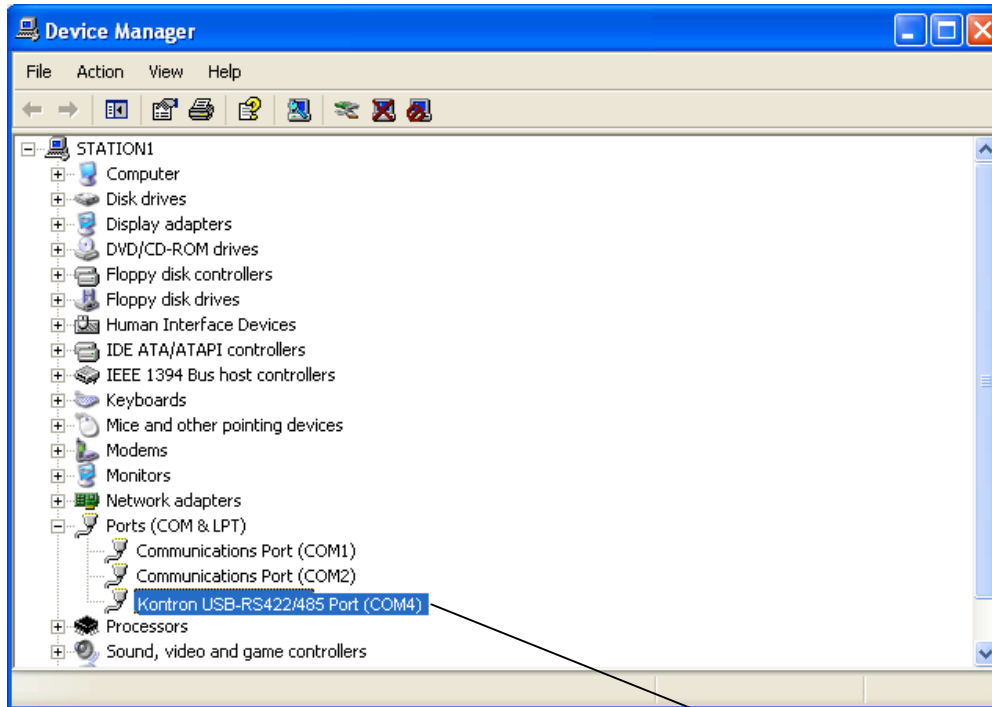 Device Manager
File Action View Help
STATION1
Computer
Disk drives
Display adapters
DVD/CD-ROM drives
Floppy disk controllers
Floppy disk drives
Human Interface Devices
IDE ATA/ATAPI controllers
IEEE 1394 Bus host controllers
Keyboards
Mice and other pointing devices
Modems
Monitors
Network adapters
Ports (COM & LPT)
Communications Port (COM1)
Communications Port (COM2)
Kontron USB-RS422/485 Port (COM4)
Processors
Sound, video and game controllers